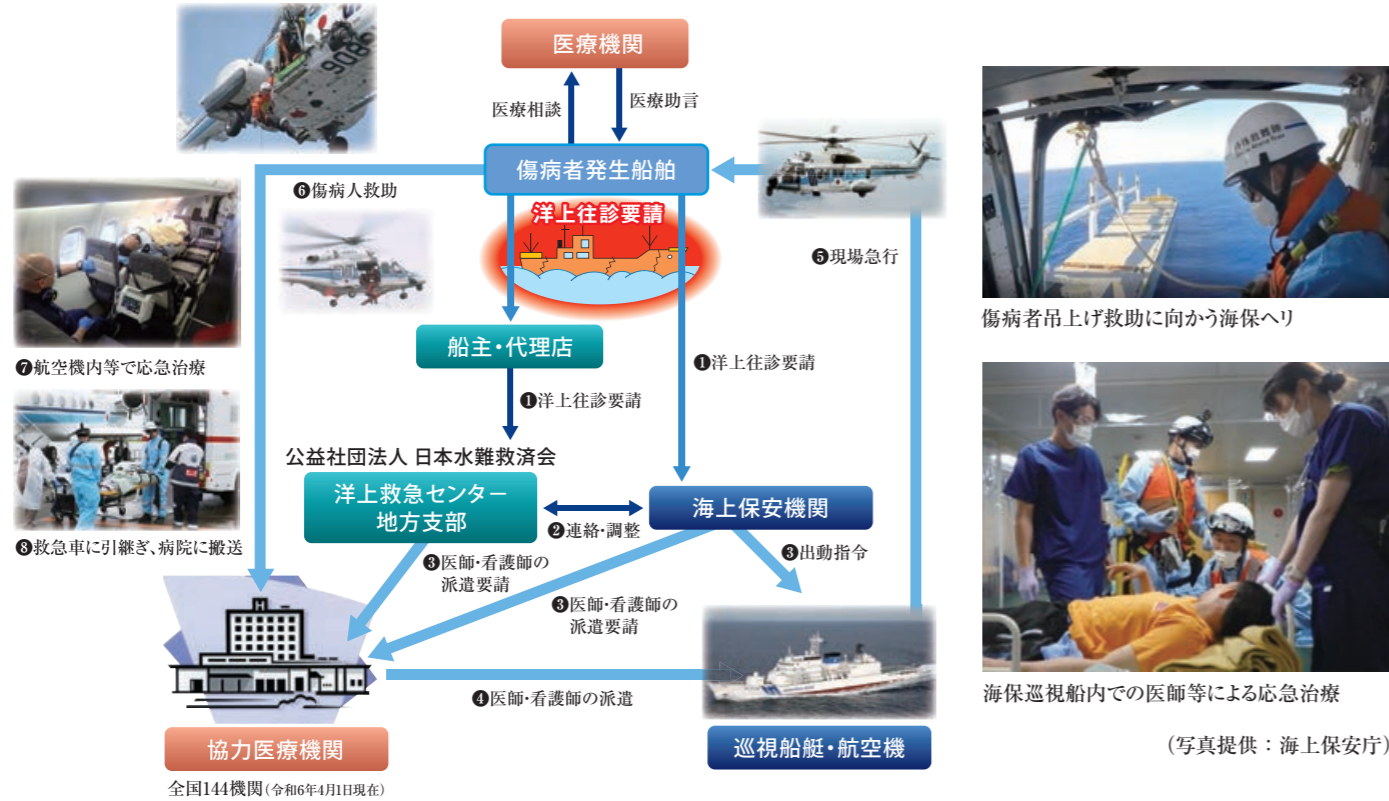 医療機関
医療相談
医療助言
傷病者発生船舶
❻傷病人救助
洋上往診要請
❺現場急行
傷病者吊上げ救助に向かう海保ヘリ
船主・代理店
❼航空機内等で応急治療
❶洋上往診要請
❶洋上往診要請
公益社団法人 日本水難救済会
洋上救急センター
地方支部
海上保安機関
❷連絡・調整
❽救急車に引継ぎ、病院に搬送
❸医師・看護師の
派遣要請
❸出動指令
❸医師・看護師の
派遣要請
H
❹医師・看護師の派遣
海保巡視船内での医師等による応急治療
協力医療機関
巡視船艇・航空機
(写真提供：海上保安庁)
全国144機関(令和6年4月1日現在)